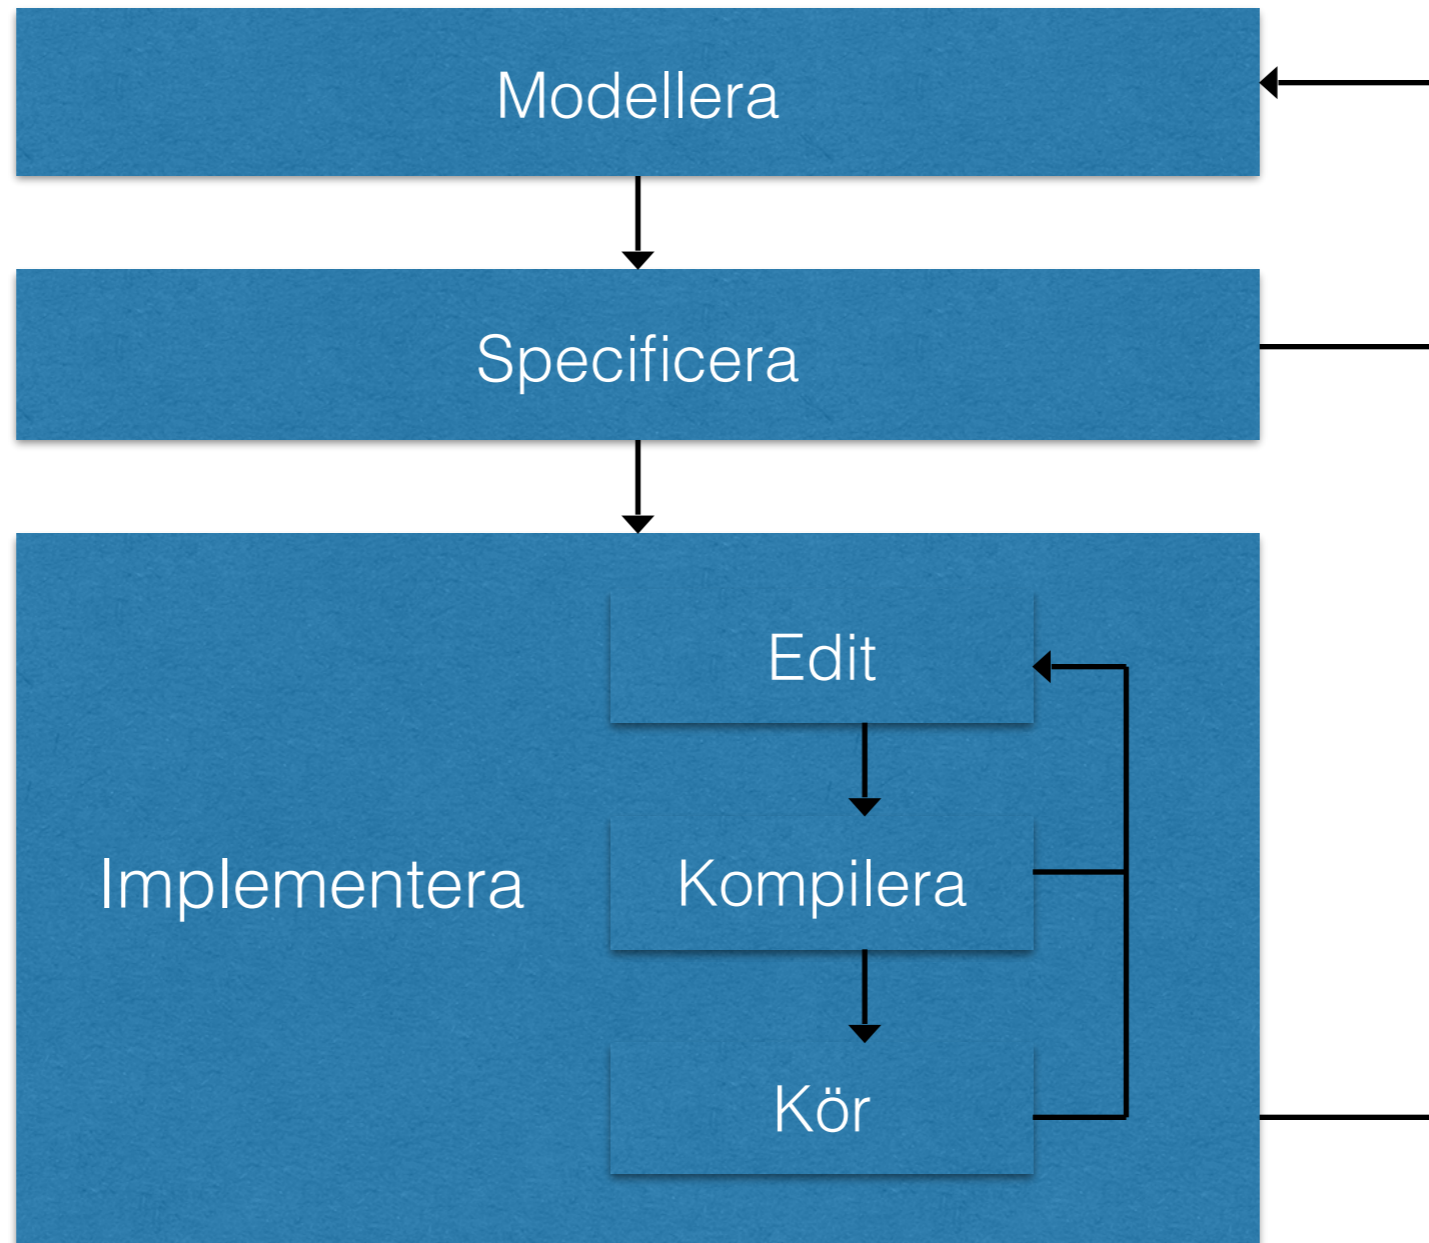 Modellera
Specificera
Edit
Implementera
Kompilera
Kör